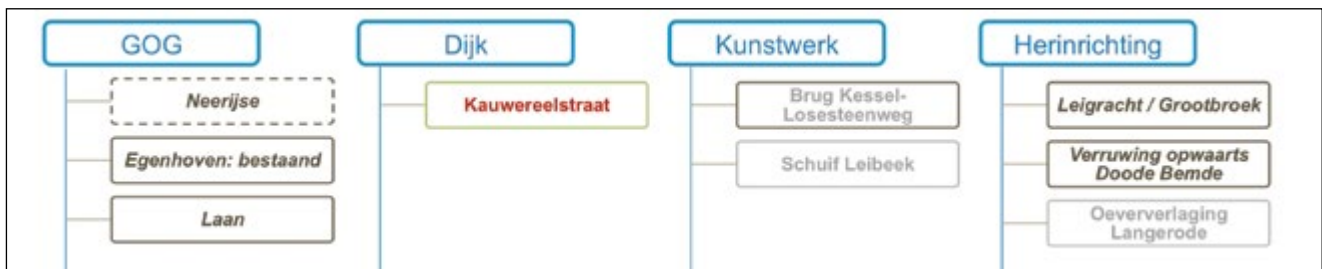 GOG
Neerijse
Egenhoven: bestaand
Laan
Dijk
Kauwereelstraat
Kunstwerk
Brug Kessel-
Losesteenweg
Schuif Leibeek
Herinrichting
Leigracht / Grootbroek
Verruwing opwaarts
Doode Bemde
Oeververlaging
Langerode